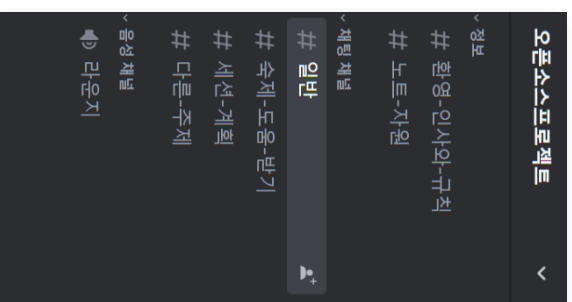 오픈소스프로젝트
정보
# 환영-인사와-규칙
# 노트-자원
채팅 채널
# 일반
# 숙제-도움-받기
# 세션-계획
# 다른-주제
음성 채널
라운지